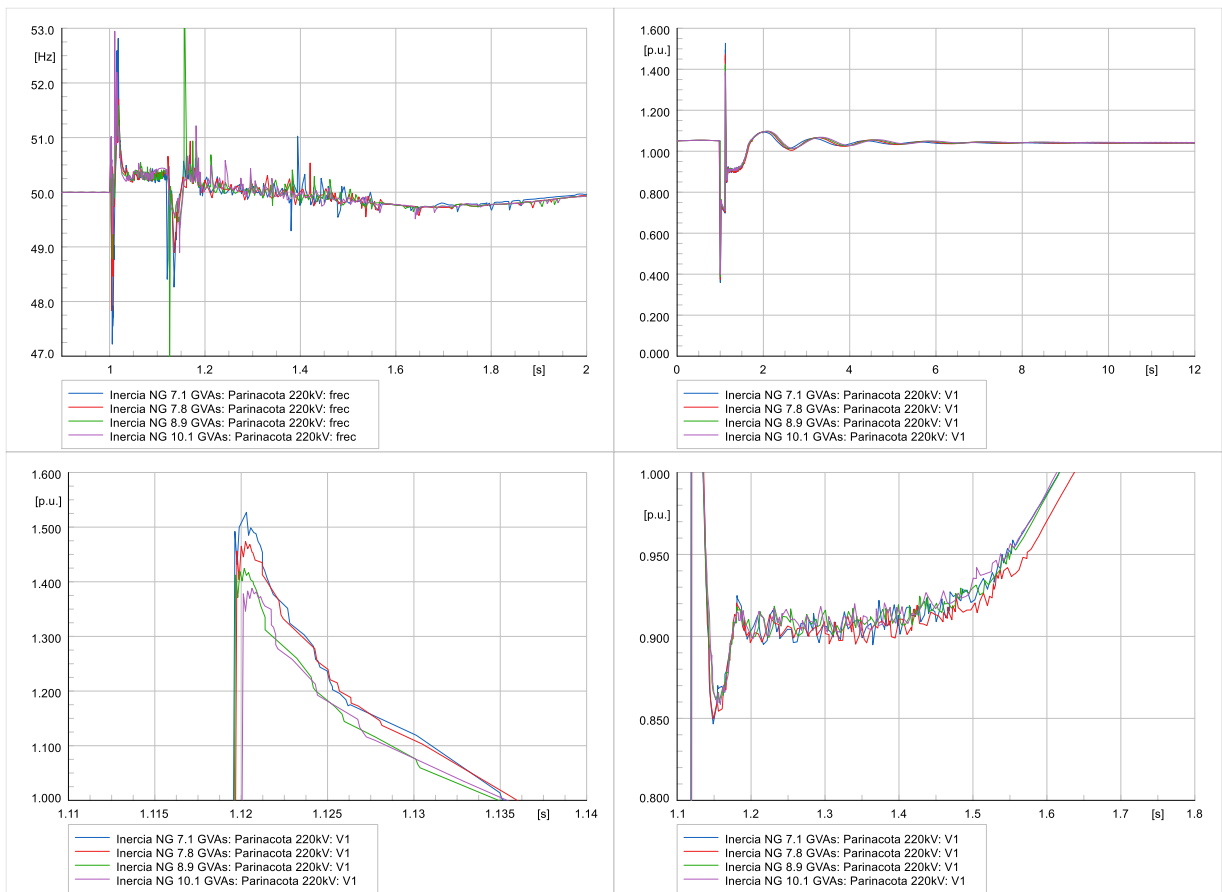 53.0
[Hz]
52.0
51.0
50.0
49.0
48.0
47.0
1 1.2 1.4 1.6 1.8 [s] 2
Inercia NG 7.1 GVAs: Parinacota 220kV: frec
Inercia NG 7.8 GVAs: Parinacota 220kV: frec
Inercia NG 8.9 GVAs: Parinacota 220kV: frec
Inercia NG 10.1 GVAs: Parinacota 220kV: frec
1.600
[p.u.]
1.400
1.200
1.000
0.800
0.600
0.400
0.200
0.000
0 2 4 6 8 10 [s] 12
Inercia NG 7.1 GVAs: Parinacota 220kV: V1
Inercia NG 7.8 GVAs: Parinacota 220kV: V1
Inercia NG 8.9 GVAs: Parinacota 220kV: V1
Inercia NG 10.1 GVAs: Parinacota 220kV: V1
1.600
[p.u.]
1.500
1.400
1.300
1.200
1.100
1.000
1.11 1.115 1.120 1.125 1.13 1.135 [s] 1.14
Inercia NG 7.1 GVAs: Parinacota 220kV: V1
Inercia NG 7.8 GVAs: Parinacota 220kV: V1
Inercia NG 8.9 GVAs: Parinacota 220kV: V1
Inercia NG 10.1 GVAs: Parinacota 220kV: V1
1.000
[p.u.]
0.950
0.900
0.850
0.800
1.1 1.2 1.3 1.4 1.5 1.6 1.7 [s] 1.8
Inercia NG 7.1 GVAs: Parinacota 220kV: V1
Inercia NG 7.8 GVAs: Parinacota 220kV: V1
Inercia NG 8.9 GVAs: Parinacota 220kV: V1
Inercia NG 10.1 GVAs: Parinacota 220kV: V1